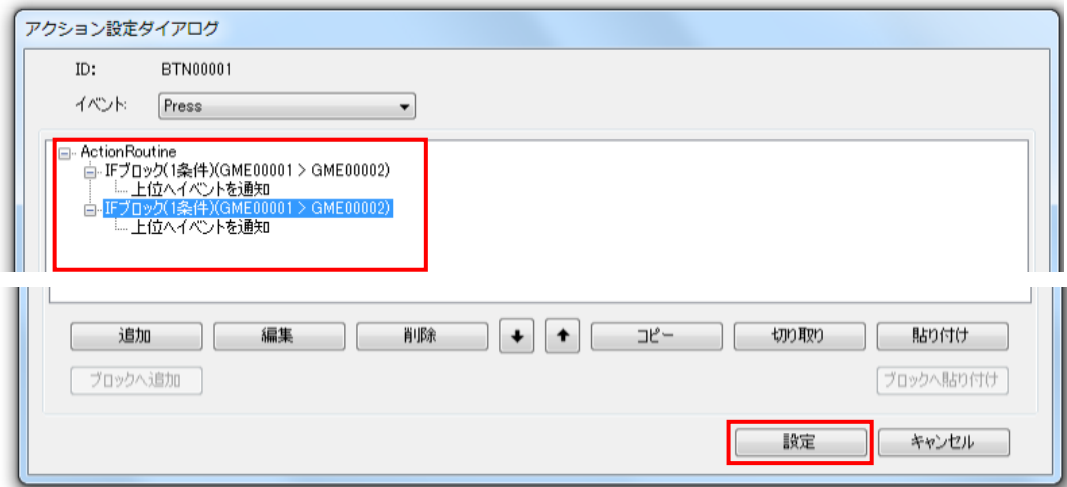 アクション設定ダイアログ
ID: BTN00001
イベント: Press
ActionRoutine
IFブロック(1条件)(GME00001 > GME00002)
上位へイベントを通知
IFブロック(1条件)(GME00001 > GME00002)
上位へイベントを通知
追加 編集 削除 コピー 切り取り 貼り付け
ブロックへ追加 ブロックへ貼り付け
設定 キャンセル